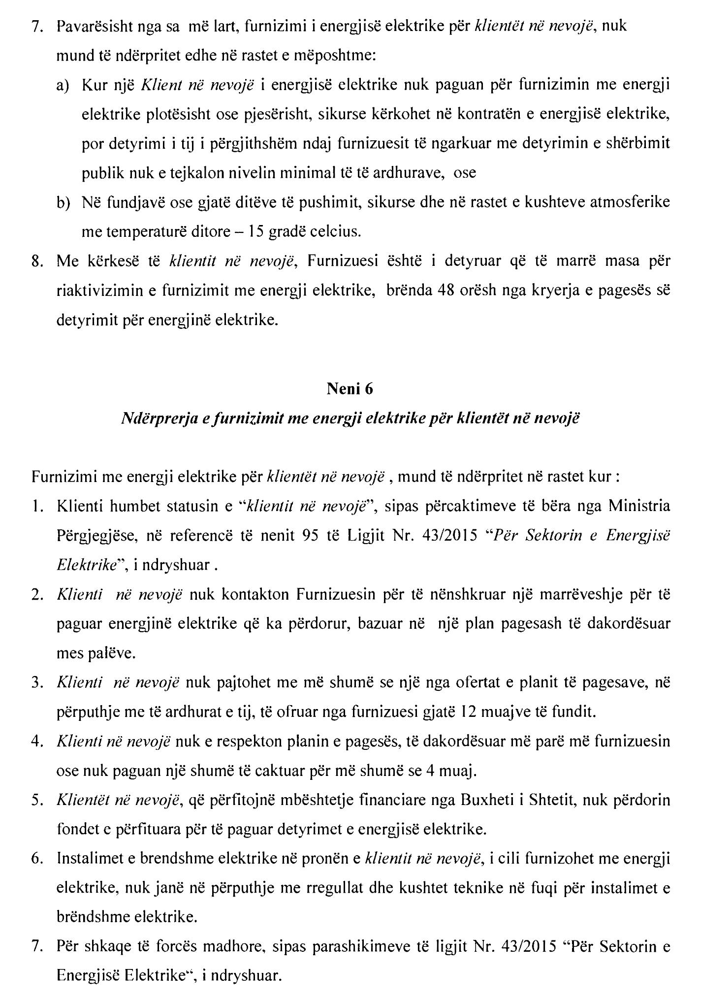 7. Pavarësisht nga sa më lart, furnizimi i energjisë elektrike për klientët në nevojë, nuk
mund të ndërpritet edhe në rastet e mëposhtme:
a) Kur një Klient në nevojë i energjisë elektrike nuk paguan për furnizimin me energji
elektrike plotësisht ose pjesërisht, sikurse kërkohet në kontratën e energjisë elektrike,
por detyrimi i tij i përgjithshëm ndaj furnizuesit të ngarkuar me detyrimin e shërbimit
publik nuk e tejkalon nivelin minimal të të ardhurave, ose
b) Në fundjavë ose gjatë ditëve të pushimit, sikurse dhe në rastet e kushteve atmosferike
me temperaturë ditore – 15 gradë celcius.
8. Me kërkesë të klientit në nevojë, Furnizuesi është i detyruar që të marrë masa për
riaktivizimin e furnizimit me energji elektrike, brënda 48 orësh nga kryerja e pagesës së
detyrimit për energjinë elektrike.
Neni 6
Ndërprerja e furnizimit me energji elektrike për klientët në nevojë
Furnizimi me energji elektrike për klientët në nevojë , mund të ndërpritet në rastet kur :
1. Klienti humbet statusin e “klientit në nevojë”, sipas përcaktimeve të bëra nga Ministria
Përgjegjëse, në referencë të nenit 95 të Ligjit Nr. 43/2015 “Për Sektorin e Energjisë
Elektrike”, i ndryshuar .
2. Klienti në nevojë nuk kontakton Furnizuesin për të nënshkruar një marrëveshje për të
paguar energjinë elektrike që ka përdorur, bazuar në një plan pagesash të dakordësuar
mes palëve.
3. Klienti në nevojë nuk pajtohet me më shumë se një nga ofertat e planit të pagesave, në
përputhje me të ardhurat e tij, të ofruar nga furnizuesi gjatë 12 muajve të fundit.
4. Klienti në nevojë nuk e respekton planin e pagesës, të dakordësuar më parë më furnizuesin
ose nuk paguan një shumë të caktuar për më shumë se 4 muaj.
5. Klientët në nevojë, që përfitojnë mbështetje financiare nga Buxheti i Shtetit, nuk përdorin
fondet e përfituara për të paguar detyrimet e energjisë elektrike.
6. Instalimet e brendshme elektrike në pronën e klientit në nevojë, i cili furnizohet me energji
elektrike, nuk janë në përputhje me rregullat dhe kushtet teknike në fuqi për instalimet e
brëndshme elektrike.
7. Për shkaqe të forcës madhore, sipas parashikimeve të ligjit Nr. 43/2015 “Për Sektorin e
Energjisë Elektrike“, i ndryshuar.